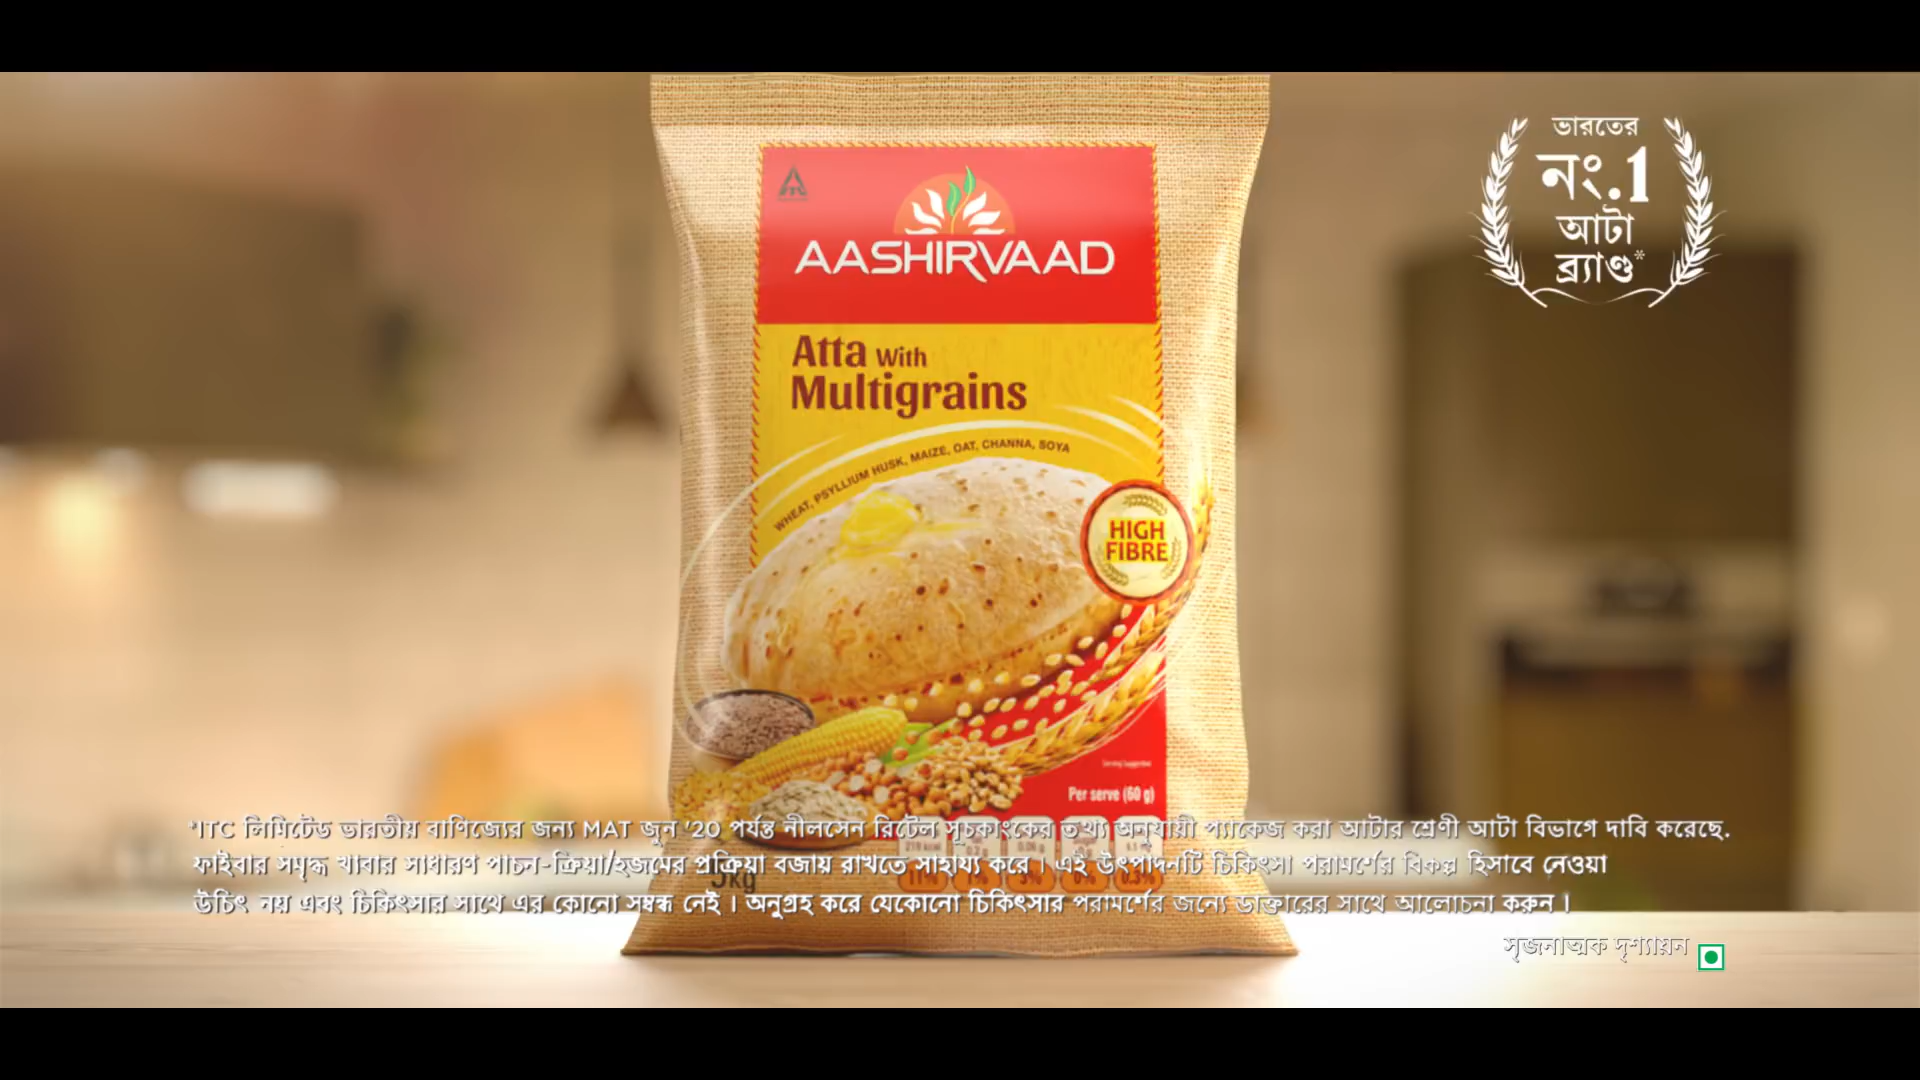 ভারতের
নং.1
আটা
ব্র্যাণ্ড*
AASHIRVAAD
Atta With
Multigrains
WHEAT, PSYLLIUM HUSK, MAIZE, OAT, CHANNA, SOYA
HIGH
FIBRE
Serving Suggestion
Per serve (60 g)
*ITC লিমিটেড ভারতীয় বাণিজ্যের জন্য MAT জুন '20 পর্যন্ত নীলসেন রিটেল সূচকাংকের তথ্য অনুযায়ী প্যাকেজ করা আটার শ্রেণী আটা বিভাগে দাবি করেছে.
ফাইবার সমৃদ্ধ খাবার সাধারণ পাচন-ক্রিয়া/হজমের প্রক্রিয়া বজায় রাখতে সাহায্য করে। এই উৎপাদনটি চিকিৎসা পরামর্শের বিকল্প হিসাবে নেওয়া
5kg
উচিৎ নয় এবং চিকিৎসার সাথে এর কোনো সম্বন্ধ নেই। অনুগ্রহ করে যেকোনো চিকিৎসার পরামর্শের জন্যে ডাক্তারের সাথে আলোচনা করুন।
সৃজনাত্মক দৃশ্যায়ন